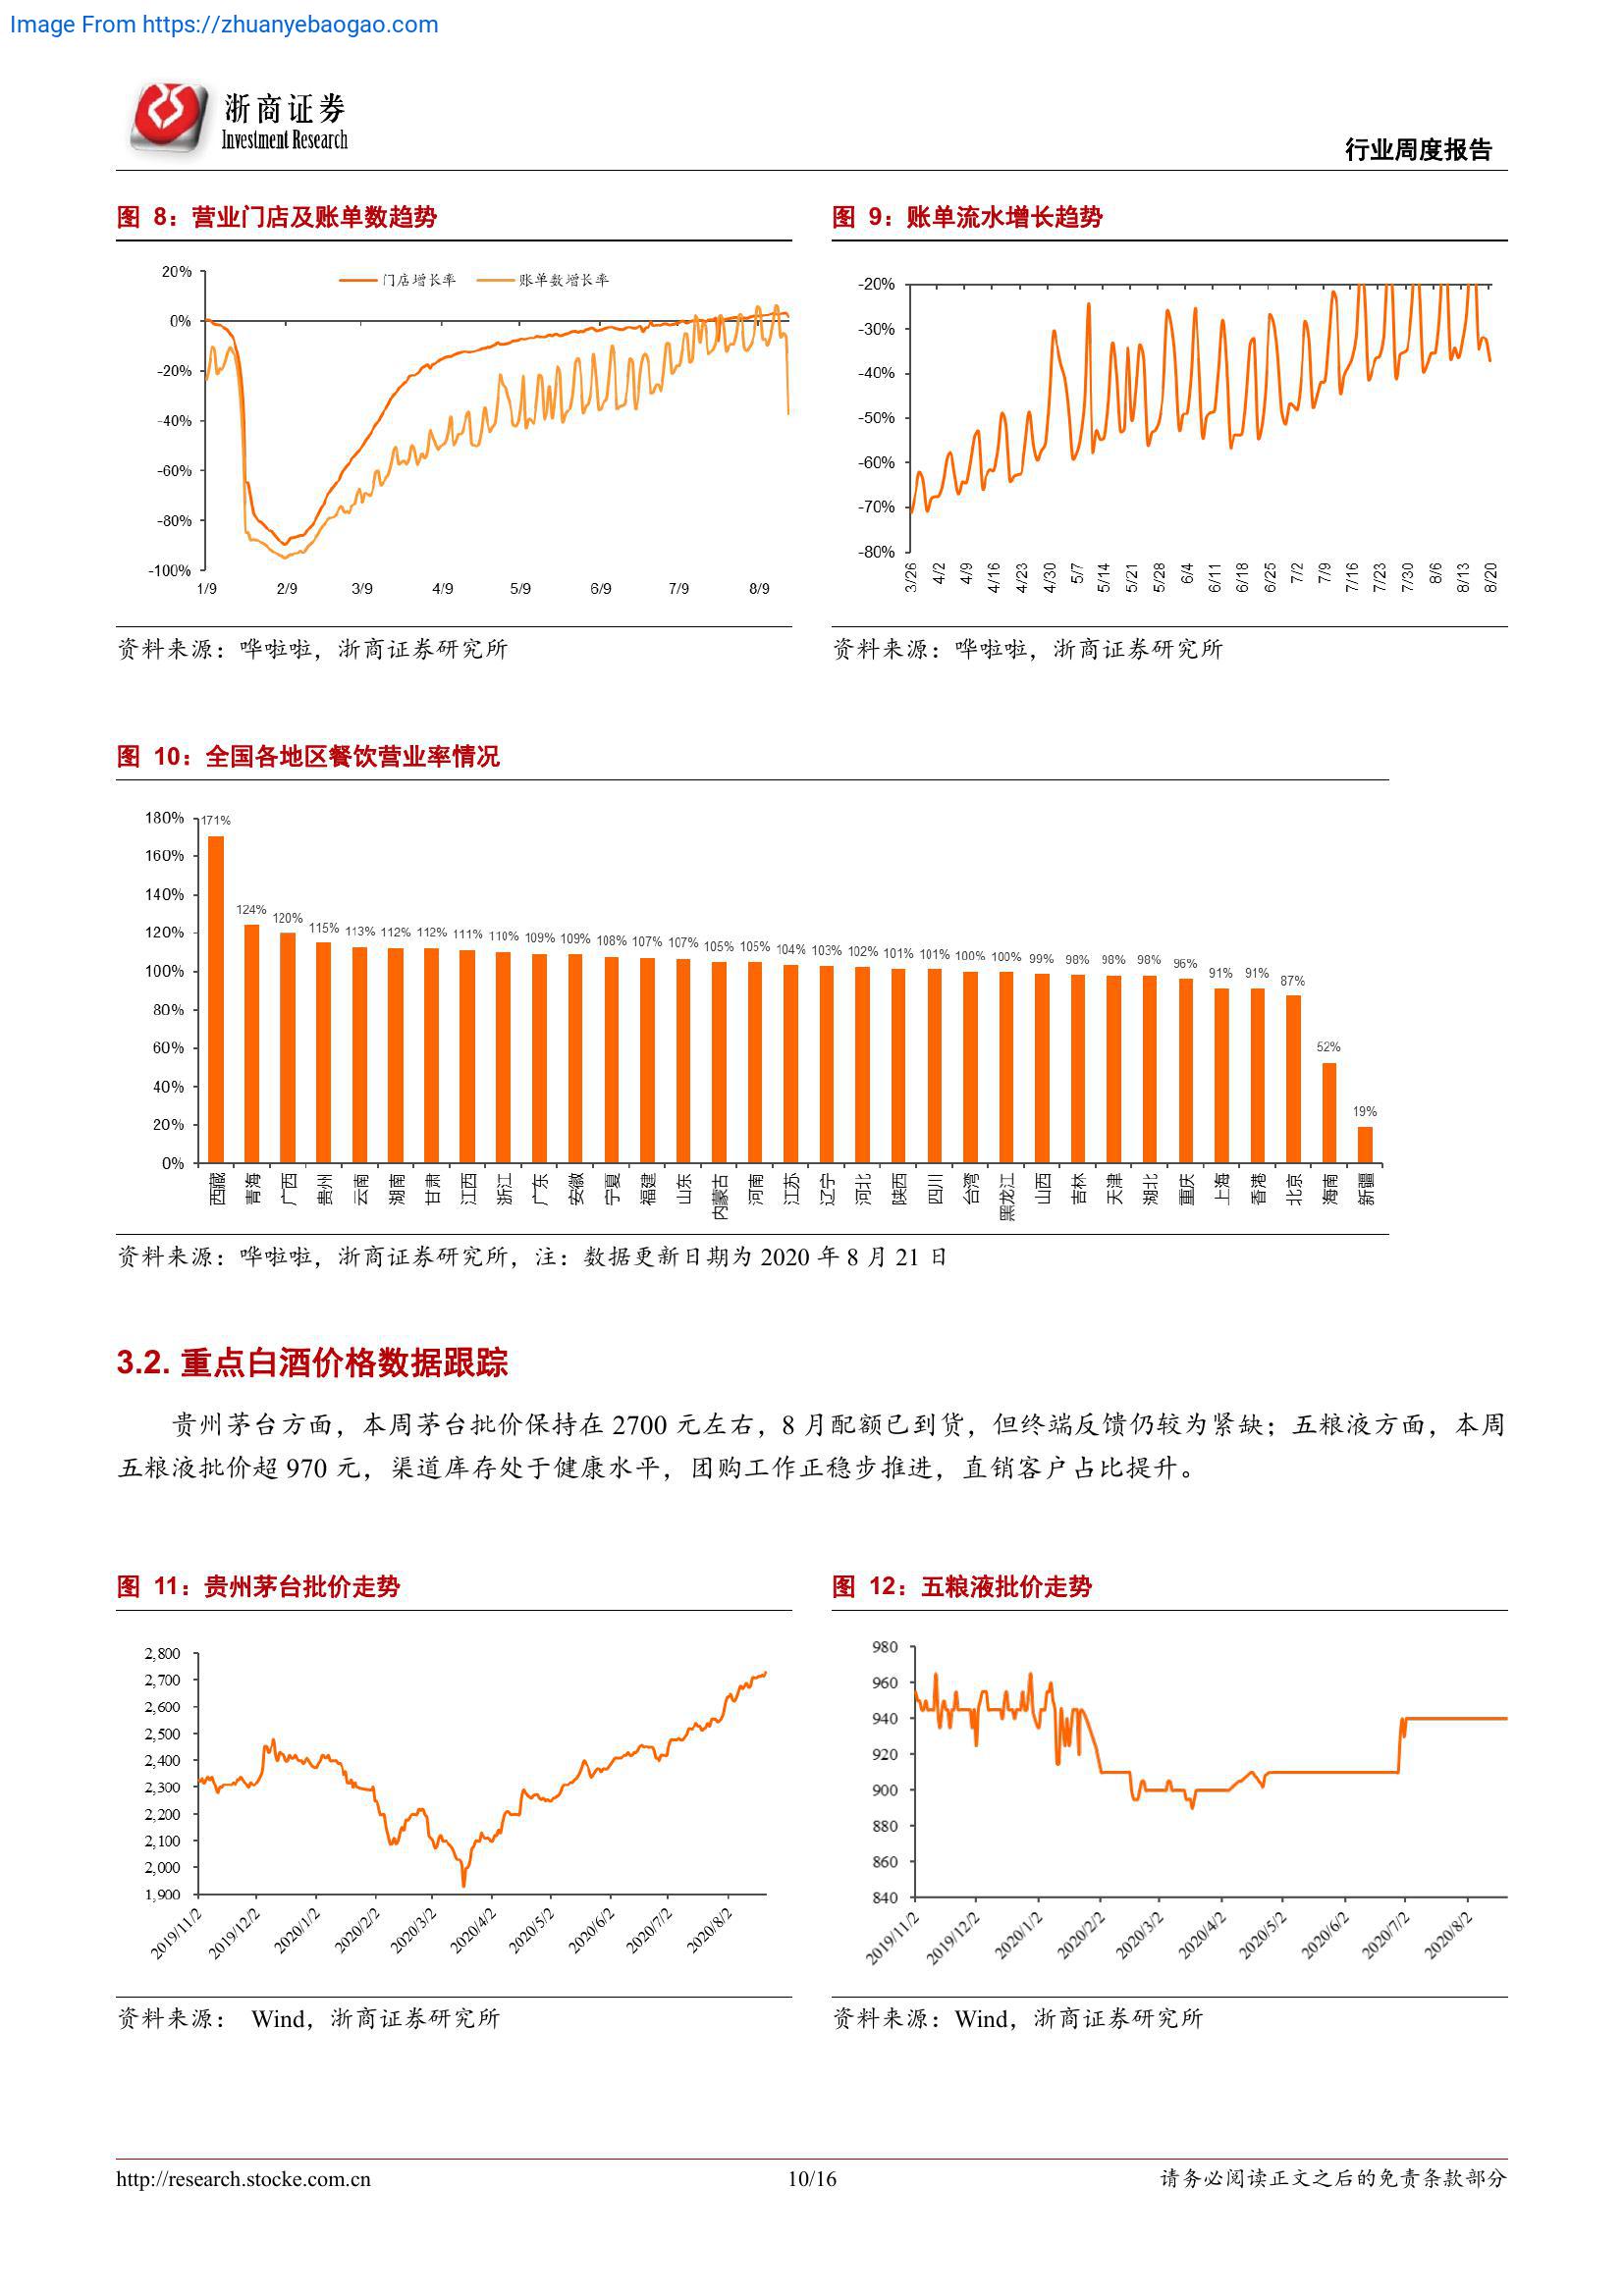 Image From https://zhuanyebaogao.com
浙商证券
Investment Research
行业周度报告
图 8：营业门店及账单数趋势
20%
0%
-20%
-40%
-60%
-80%
-100%
门店增长率 账单数增长率
1/9 2/9 3/9 4/9 5/9 6/9 7/9 8/9
资料来源：哗啦啦，浙商证券研究所
图 9：账单流水增长趋势
-20%
-30%
-40%
-50%
-60%
-70%
-80%
3/26 4/2 4/9 4/16 4/23 4/30 5/7 5/14 5/21 5/28 6/4 6/11 6/18 6/25 7/2 7/9 7/16 7/23 7/30 8/6 8/13 8/20
资料来源：哗啦啦，浙商证券研究所
图 10：全国各地区餐饮营业率情况
180%
160%
140%
120%
100%
80%
60%
40%
20%
0%
171% 124% 120% 115% 113% 112% 112% 111% 110% 109% 109% 108% 107% 107% 105% 105% 104% 103% 102% 101% 101% 100% 100% 99% 98% 98% 98% 96% 91% 91% 87% 52% 19%
西藏 青海 广西 贵州 云南 湖南 甘肃 江西 浙江 广东 安徽 宁夏 福建 山东 内蒙古 河南 江苏 辽宁 河北 陕西 四川 台湾 黑龙江 山西 吉林 天津 湖北 重庆 上海 香港 北京 海南 新疆
资料来源：哗啦啦，浙商证券研究所，注：数据更新日期为 2020 年 8 月 21 日
3.2. 重点白酒价格数据跟踪
贵州茅台方面，本周茅台批价保持在 2700 元左右，8 月配额已到货，但终端反馈仍较为紧缺；五粮液方面，本周
五粮液批价超 970 元，渠道库存处于健康水平，团购工作正稳步推进，直销客户占比提升。
图 11：贵州茅台批价走势
2,800
2,700
2,600
2,500
2,400
2,300
2,200
2,100
2,000
1,900
2019/11/2 2019/12/2 2020/1/2 2020/2/2 2020/3/2 2020/4/2 2020/5/2 2020/6/2 2020/7/2 2020/8/2
资料来源： Wind，浙商证券研究所
图 12：五粮液批价走势
980
960
940
920
900
880
860
840
2019/11/2 2019/12/2 2020/1/2 2020/2/2 2020/3/2 2020/4/2 2020/5/2 2020/6/2 2020/7/2 2020/8/2
资料来源：Wind，浙商证券研究所
http://research.stocke.com.cn
10/16
请务必阅读正文之后的免责条款部分